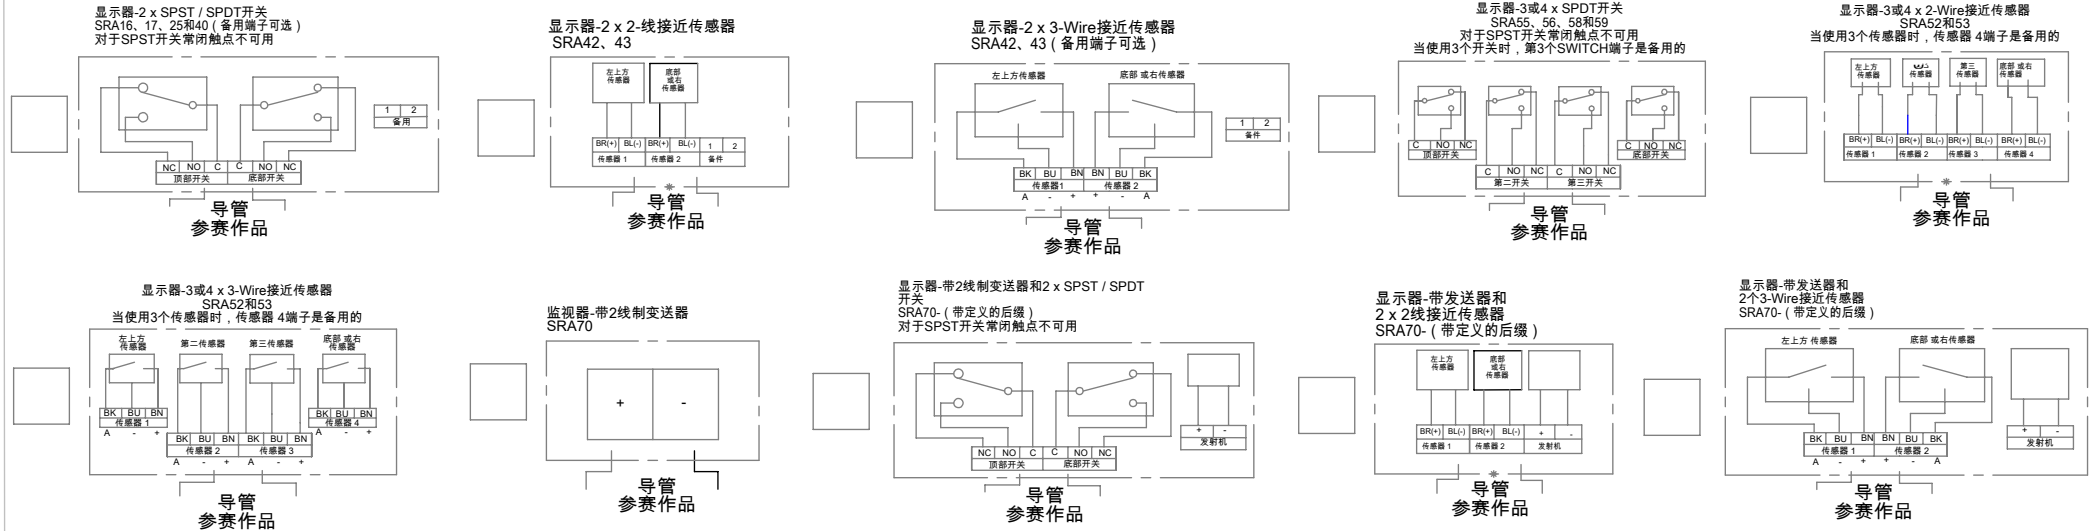 显示器-2 x SPST / SPDT开关
SRA16、17、25和40（备用端子可选）
对于SPST开关常闭触点不可用
1 2
备用
NC NO C C NO NC
顶部开关 底部开关
导管
参赛作品
显示器-2 x 2-线接近传感器
SRA42、43
左上方 底部
传感器 或右
传感器
BR(+) BL(-) BR(+) BL(-) 1 2
传感器 1 传感器 2 备件
导管
参赛作品
显示器-2 x 3-Wire接近传感器
SRA42、43（备用端子可选）
左上方传感器 底部 或右传感器
1 2
备件
BK BU BN BN BU BK
传感器1 传感器 2
A - + + - A
导管
参赛作品
显示器-3或4 x SPDT开关
SRA55、56、58和59
对于SPST开关常闭触点不可用
当使用3个开关时，第3个SWITCH端子是备用的
C NO NC C NO NC
顶部开关 底部开关
C NO NC C NO NC
第二开关 第三开关
导管
参赛作品
显示器-3或4 x 2-Wire接近传感器
SRA52和53
当使用3个传感器时，传感器 4端子是备用的
左上方 第三 底部 或右
传感器 传感器 传感器 传感器
BR(+) BL(-) BR(+) BL(-) BR(+) BL(-) BR(+) BL(-)
传感器 1 传感器 2 传感器 3 传感器 4
导管
参赛作品
显示器-3或4 x 3-Wire接近传感器
SRA52和53
当使用3个传感器时，传感器 4端子是备用的
左上方 第二传感器 第三传感器 底部 或右
传感器 传感器
BK BU BN BK BU BN
传感器 1 传感器 4
A - + A - +
BK BU BN BK BU BN
传感器 2 传感器 3
A - + A - +
导管
参赛作品
监视器-带2线制变送器
SRA70
+ -
导管
参赛作品
显示器-带2线制变送器和2 x SPST / SPDT
开关
SRA70-（带定义的后缀）
对于SPST开关常闭触点不可用
+ -
发射机
NC NO C C NO NC
顶部开关 底部开关
导管
参赛作品
显示器-带发送器和
2 x 2线接近传感器
SRA70-（带定义的后缀）
左上方 底部
传感器 或右
传感器
BR(+) BL(-) BR(+) BL(-) + -
传感器 1 传感器 2 发射机
导管
参赛作品
显示器-带发送器和
2个3-Wire接近传感器
SRA70-（带定义的后缀）
左上方 传感器 底部 或右传感器
+ -
发射机
BK BU BN BN BU BK
传感器 1 传感器 2
A - + + - A
导管
参赛作品